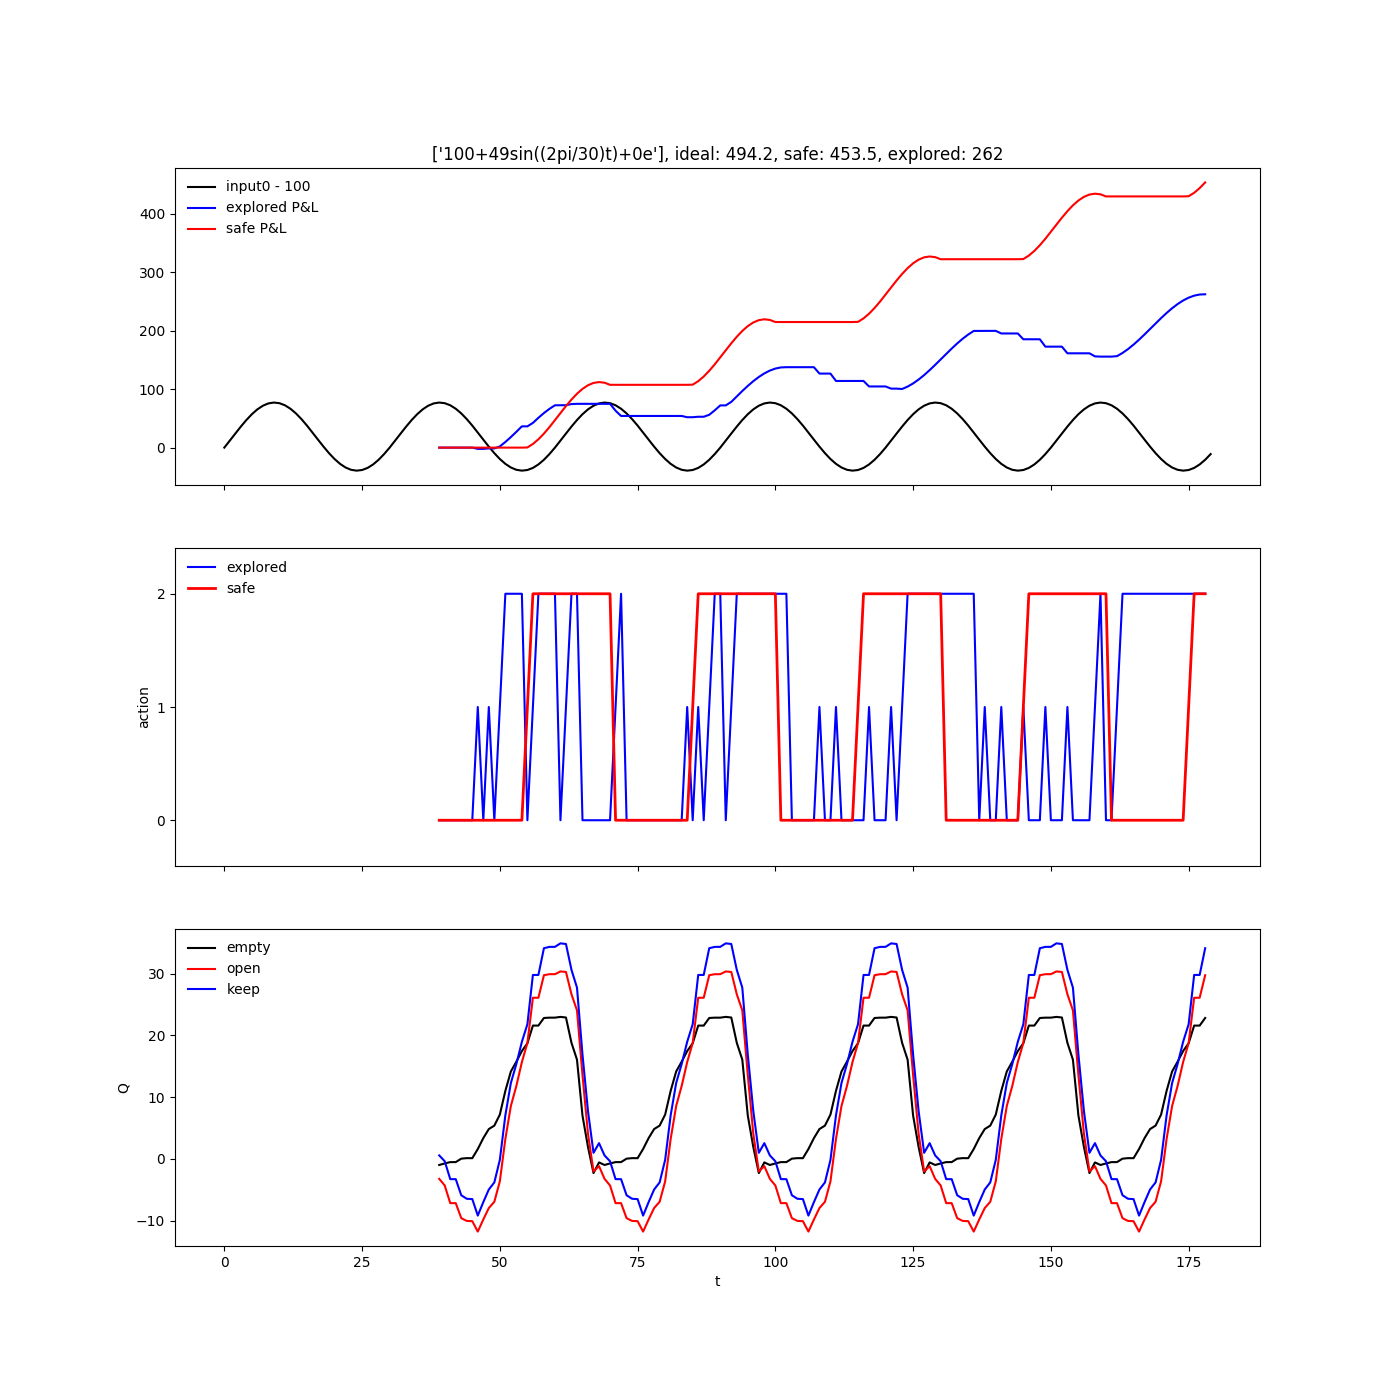 ['100+49sin((2pi/30)t)+0e'], ideal: 494.2, safe: 453.5, explored: 262
input0 - 100
explored P&L
safe P&L
400
300
200
100
0
explored
safe
2
1
0
action
empty
open
keep
30
20
10
0
−10
Q
0 25 50 75 100 125 150 175
t